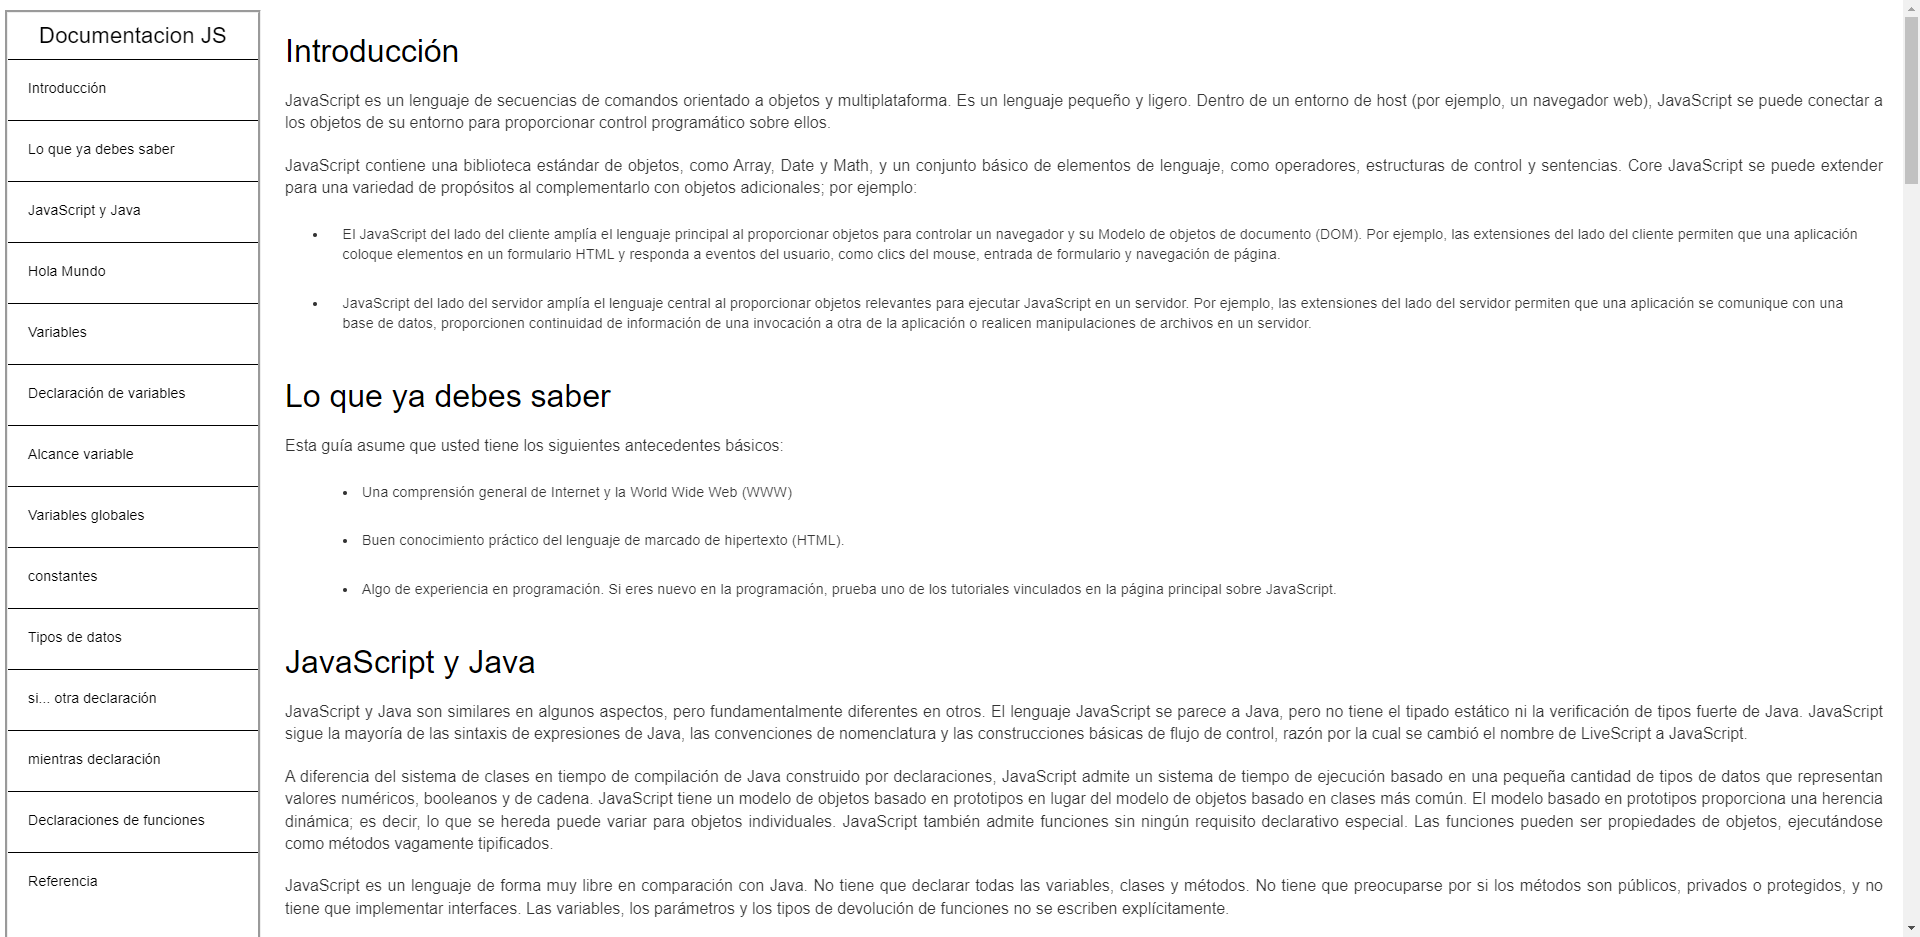 Documentacion JS
Introducción
Lo que ya debes saber
JavaScript y Java
Hola Mundo
Variables
Declaración de variables
Alcance variable
Variables globales
constantes
Tipos de datos
si... otra declaración
mientras declaración
Declaraciones de funciones
Referencia
Introducción
JavaScript es un lenguaje de secuencias de comandos orientado a objetos y multiplataforma. Es un lenguaje pequeño y ligero. Dentro de un entorno de host (por ejemplo, un navegador web), JavaScript se puede conectar a
los objetos de su entorno para proporcionar control programático sobre ellos.
JavaScript contiene una biblioteca estándar de objetos, como Array, Date y Math, y un conjunto básico de elementos de lenguaje, como operadores, estructuras de control y sentencias. Core JavaScript se puede extender
para una variedad de propósitos al complementarlo con objetos adicionales; por ejemplo:
• El JavaScript del lado del cliente amplía el lenguaje principal al proporcionar objetos para controlar un navegador y su Modelo de objetos de documento (DOM). Por ejemplo, las extensiones del lado del cliente permiten que una aplicación
coloque elementos en un formulario HTML y responda a eventos del usuario, como clics del mouse, entrada de formulario y navegación de página.
• JavaScript del lado del servidor amplía el lenguaje central al proporcionar objetos relevantes para ejecutar JavaScript en un servidor. Por ejemplo, las extensiones del lado del servidor permiten que una aplicación se comunique con una
base de datos, proporcionen continuidad de información de una invocación a otra de la aplicación o realicen manipulaciones de archivos en un servidor.
Lo que ya debes saber
Esta guía asume que usted tiene los siguientes antecedentes básicos:
• Una comprensión general de Internet y la World Wide Web (WWW)
• Buen conocimiento práctico del lenguaje de marcado de hipertexto (HTML).
• Algo de experiencia en programación. Si eres nuevo en la programación, prueba uno de los tutoriales vinculados en la página principal sobre JavaScript.
JavaScript y Java
JavaScript y Java son similares en algunos aspectos, pero fundamentalmente diferentes en otros. El lenguaje JavaScript se parece a Java, pero no tiene el tipado estático ni la verificación de tipos fuerte de Java. JavaScript
sigue la mayoría de las sintaxis de expresiones de Java, las convenciones de nomenclatura y las construcciones básicas de flujo de control, razón por la cual se cambió el nombre de LiveScript a JavaScript.
A diferencia del sistema de clases en tiempo de compilación de Java construido por declaraciones, JavaScript admite un sistema de tiempo de ejecución basado en una pequeña cantidad de tipos de datos que representan
valores numéricos, booleanos y de cadena. JavaScript tiene un modelo de objetos basado en prototipos en lugar del modelo de objetos basado en clases más común. El modelo basado en prototipos proporciona una herencia
dinámica; es decir, lo que se hereda puede variar para objetos individuales. JavaScript también admite funciones sin ningún requisito declarativo especial. Las funciones pueden ser propiedades de objetos, ejecutándose
como métodos vagamente tipificados.
JavaScript es un lenguaje de forma muy libre en comparación con Java. No tiene que declarar todas las variables, clases y métodos. No tiene que preocuparse por si los métodos son públicos, privados o protegidos, y no
tiene que implementar interfaces. Las variables, los parámetros y los tipos de devolución de funciones no se escriben explícitamente.